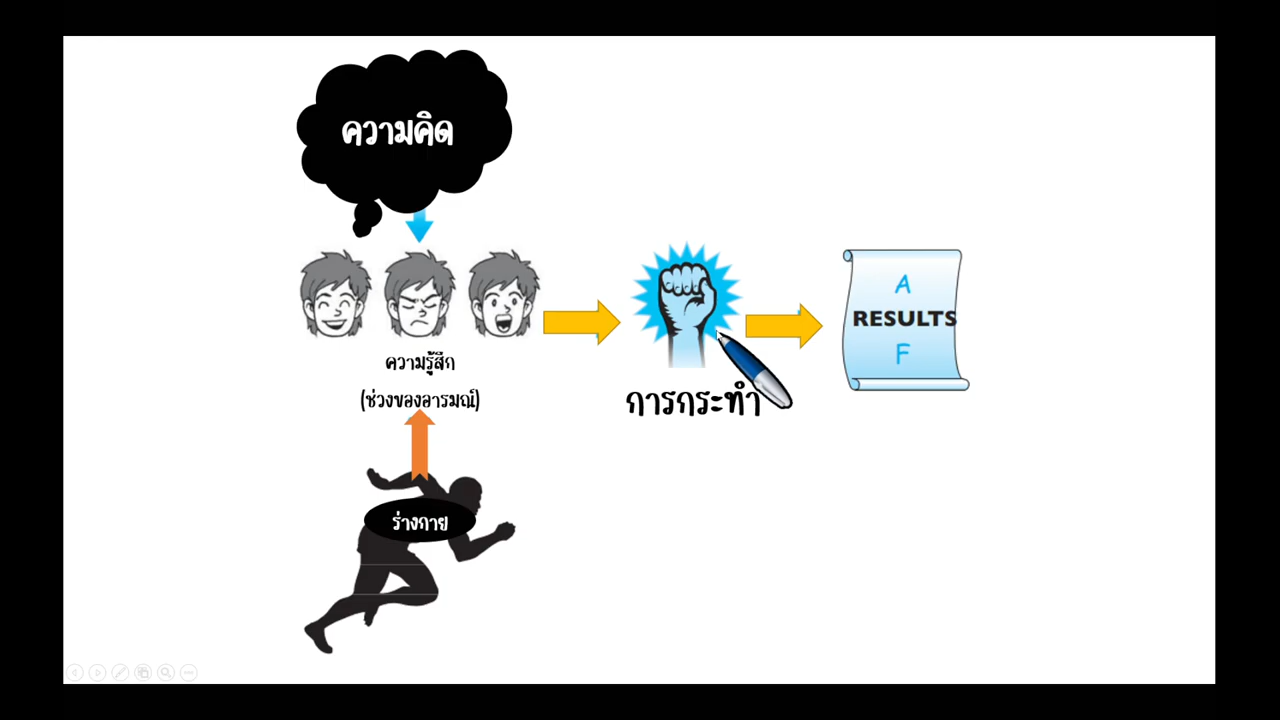 ความคิด
ความรู้สึก
(ช่วงของอารมณ์)
ร่างกาย
การกระทำ
A
RESULTS
F